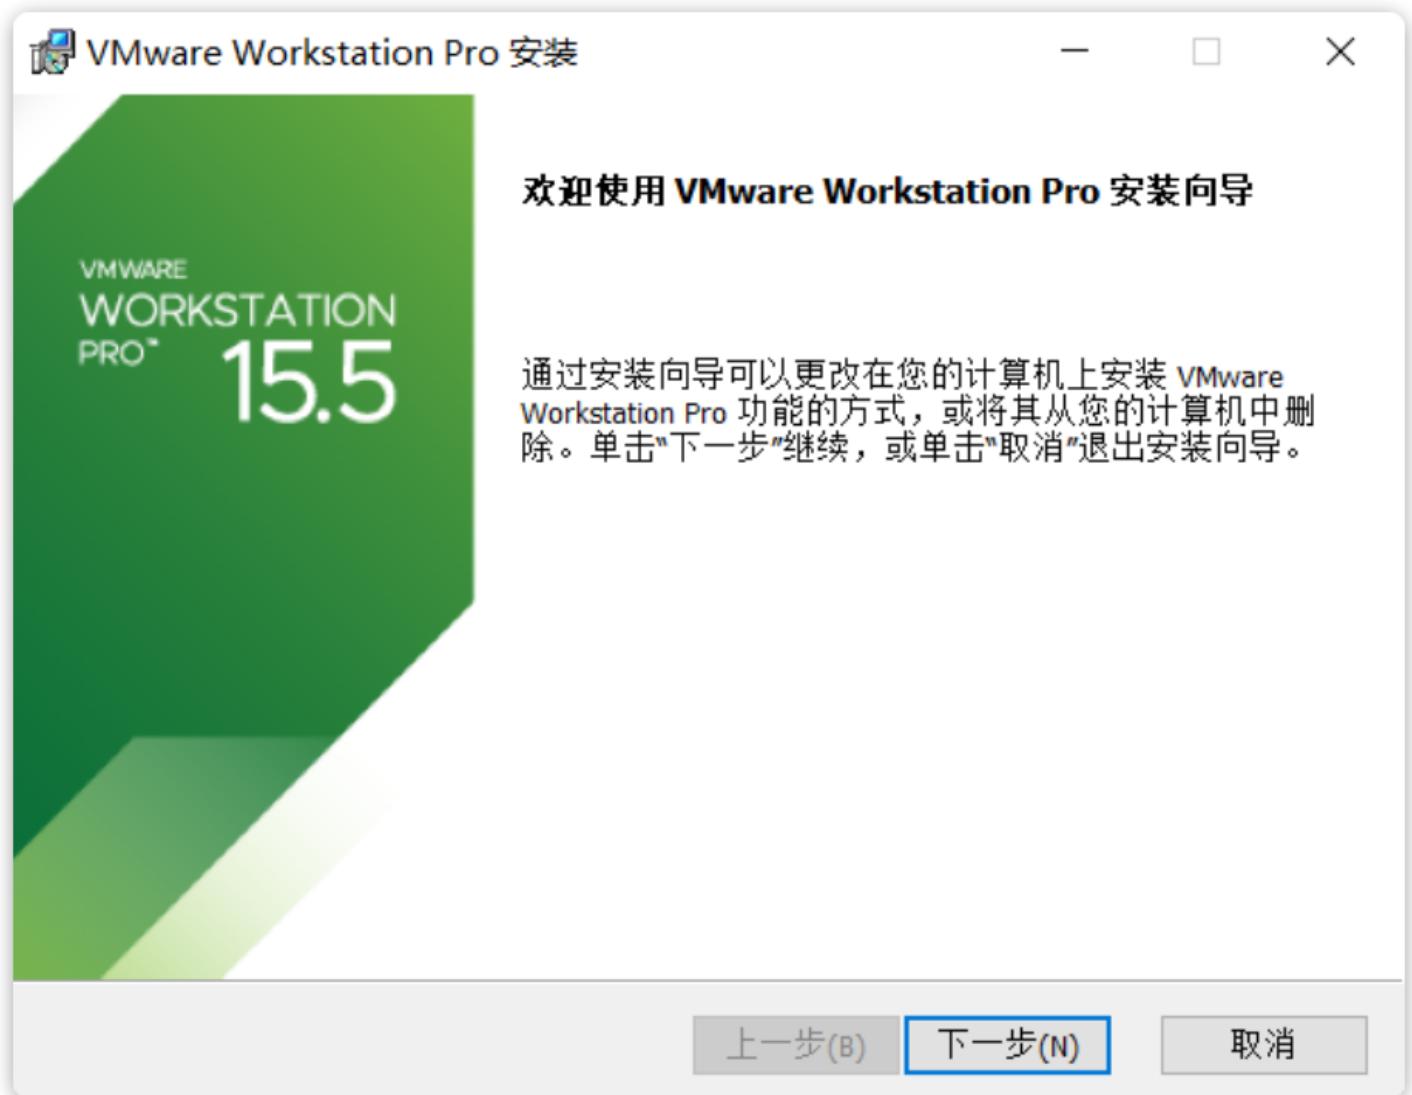 VMware Workstation Pro 安装
VMWARE
WORKSTATION
PRO™ 15.5
欢迎使用 VMware Workstation Pro 安装向导
通过安装向导可以更改在您的计算机上安装 VMware
Workstation Pro 功能的方式，或将其从您的计算机中删
除。单击“下一步”继续，或单击“取消”退出安装向导。
上一步(B) 下一步(N) 取消